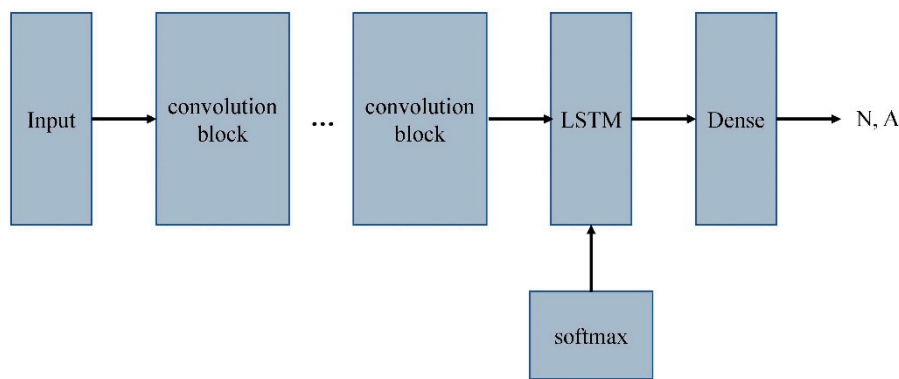 Input
convolution
block
...
convolution
block
LSTM
Dense
N, A
softmax